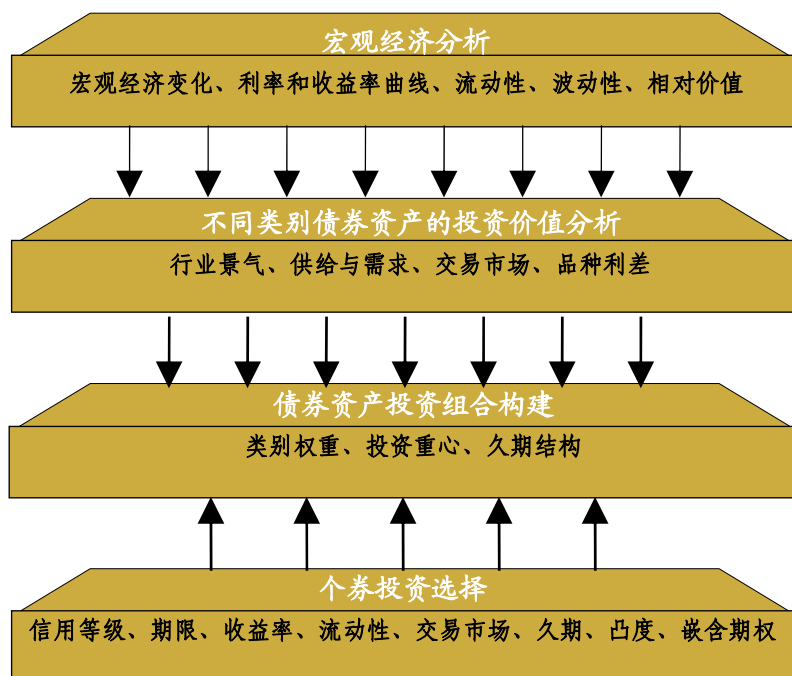 宏观经济分析
宏观经济变化、利率和收益率曲线、流动性、波动性、相对价值
不同类别债券资产的投资价值分析
行业景气、供给与需求、交易市场、品种利差
债券资产投资组合构建
类别权重、投资重心、久期结构
个券投资选择
信用等级、期限、收益率、流动性、交易市场、久期、凸度、嵌含期权